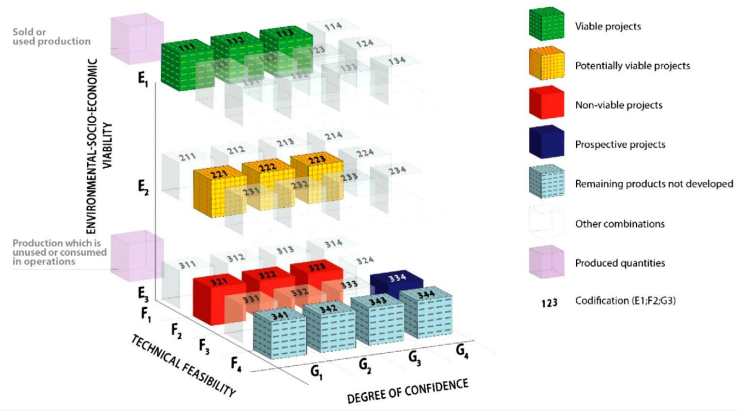 Sold or
used production
E1
ENVIRONMENTAL-SOCIO-ECONOMIC
VIABILITY
111
112
113
114
123
124
133
134
E2
211
212
213
214
221
222
223
224
231
232
233
234
Production which is
unused or consumed
in operations
E3
311
312
313
314
321
322
323
324
331
332
333
334
341
342
343
344
F1
F2
F3
F4
TECHNICAL FEASIBILITY
G1
G2
G3
G4
DEGREE OF CONFIDENCE
Viable projects
Potentially viable projects
Non-viable projects
Prospective projects
Remaining products not developed
Other combinations
Produced quantities
123 Codification (E1;F2;G3)